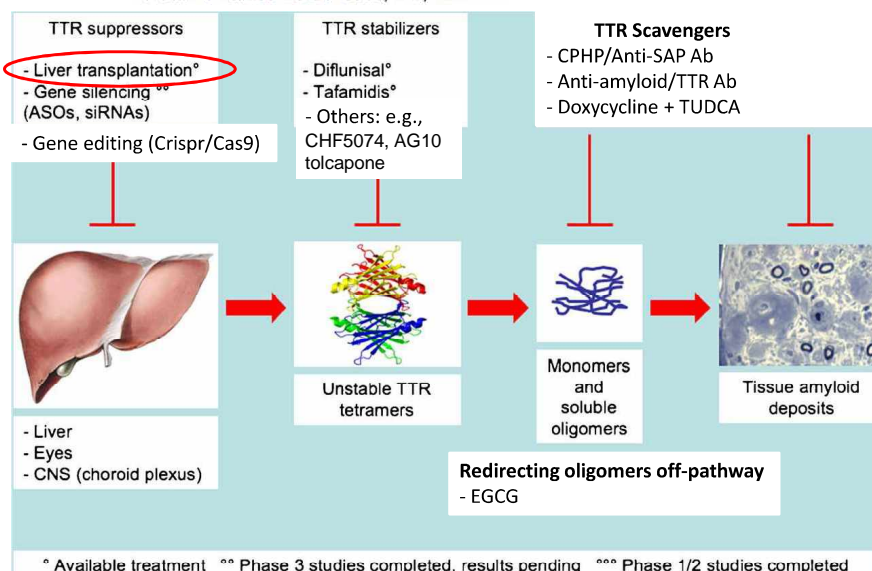 TTR suppressors
- Liver transplantation°
- Gene silencing °°
(ASOs, siRNAs)
- Gene editing (Crispr/Cas9)
TTR stabilizers
- Diflunisal°
- Tafamidis°
- Others: e.g.,
CHF5074, AG10
tolcapone
TTR Scavengers
- CPHP/Anti-SAP Ab
- Anti-amyloid/TTR Ab
- Doxycycline + TUDCA
- Liver
- Eyes
- CNS (choroid plexus)
Unstable TTR
tetramers
Monomers
and
soluble
oligomers
Tissue amyloid
deposits
Redirecting oligomers off-pathway
- EGCG
° Available treatment °° Phase 3 studies completed, results pending °°° Phase 1/2 studies completed